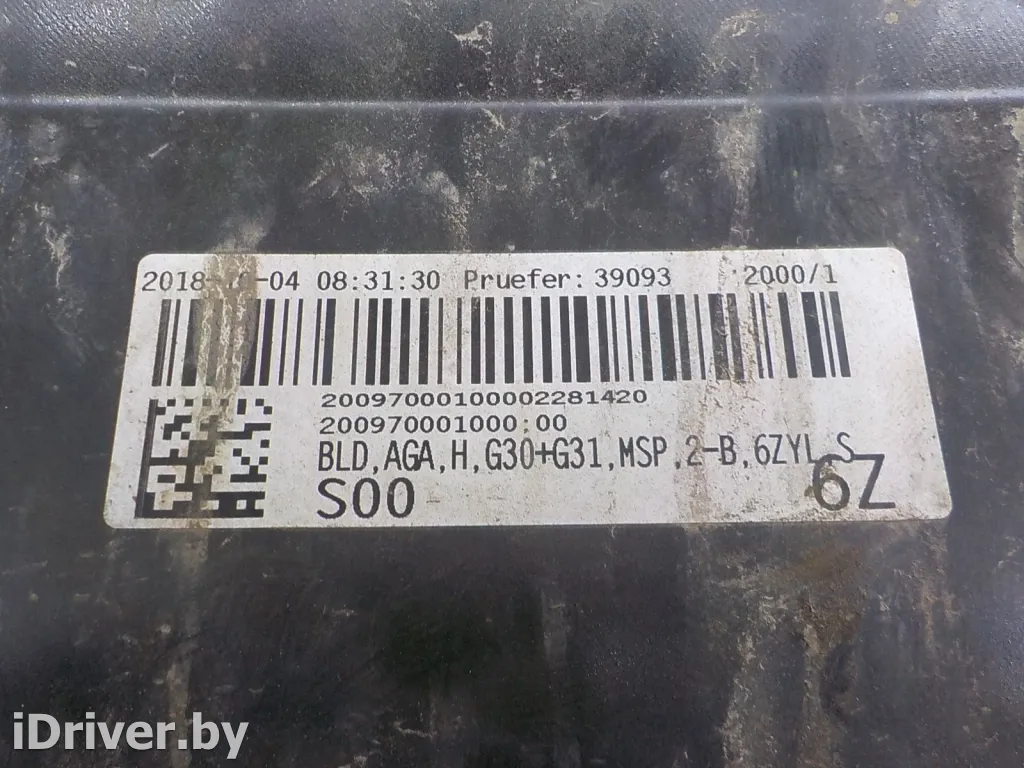 08:31:30 Pruefer: 39093 :2000/1
20097000100002281420
200970001000:00
BLD,AGA,H,G30+G31,MSP,2-B,6ZYL,S
S00 6Z
iDriver.by